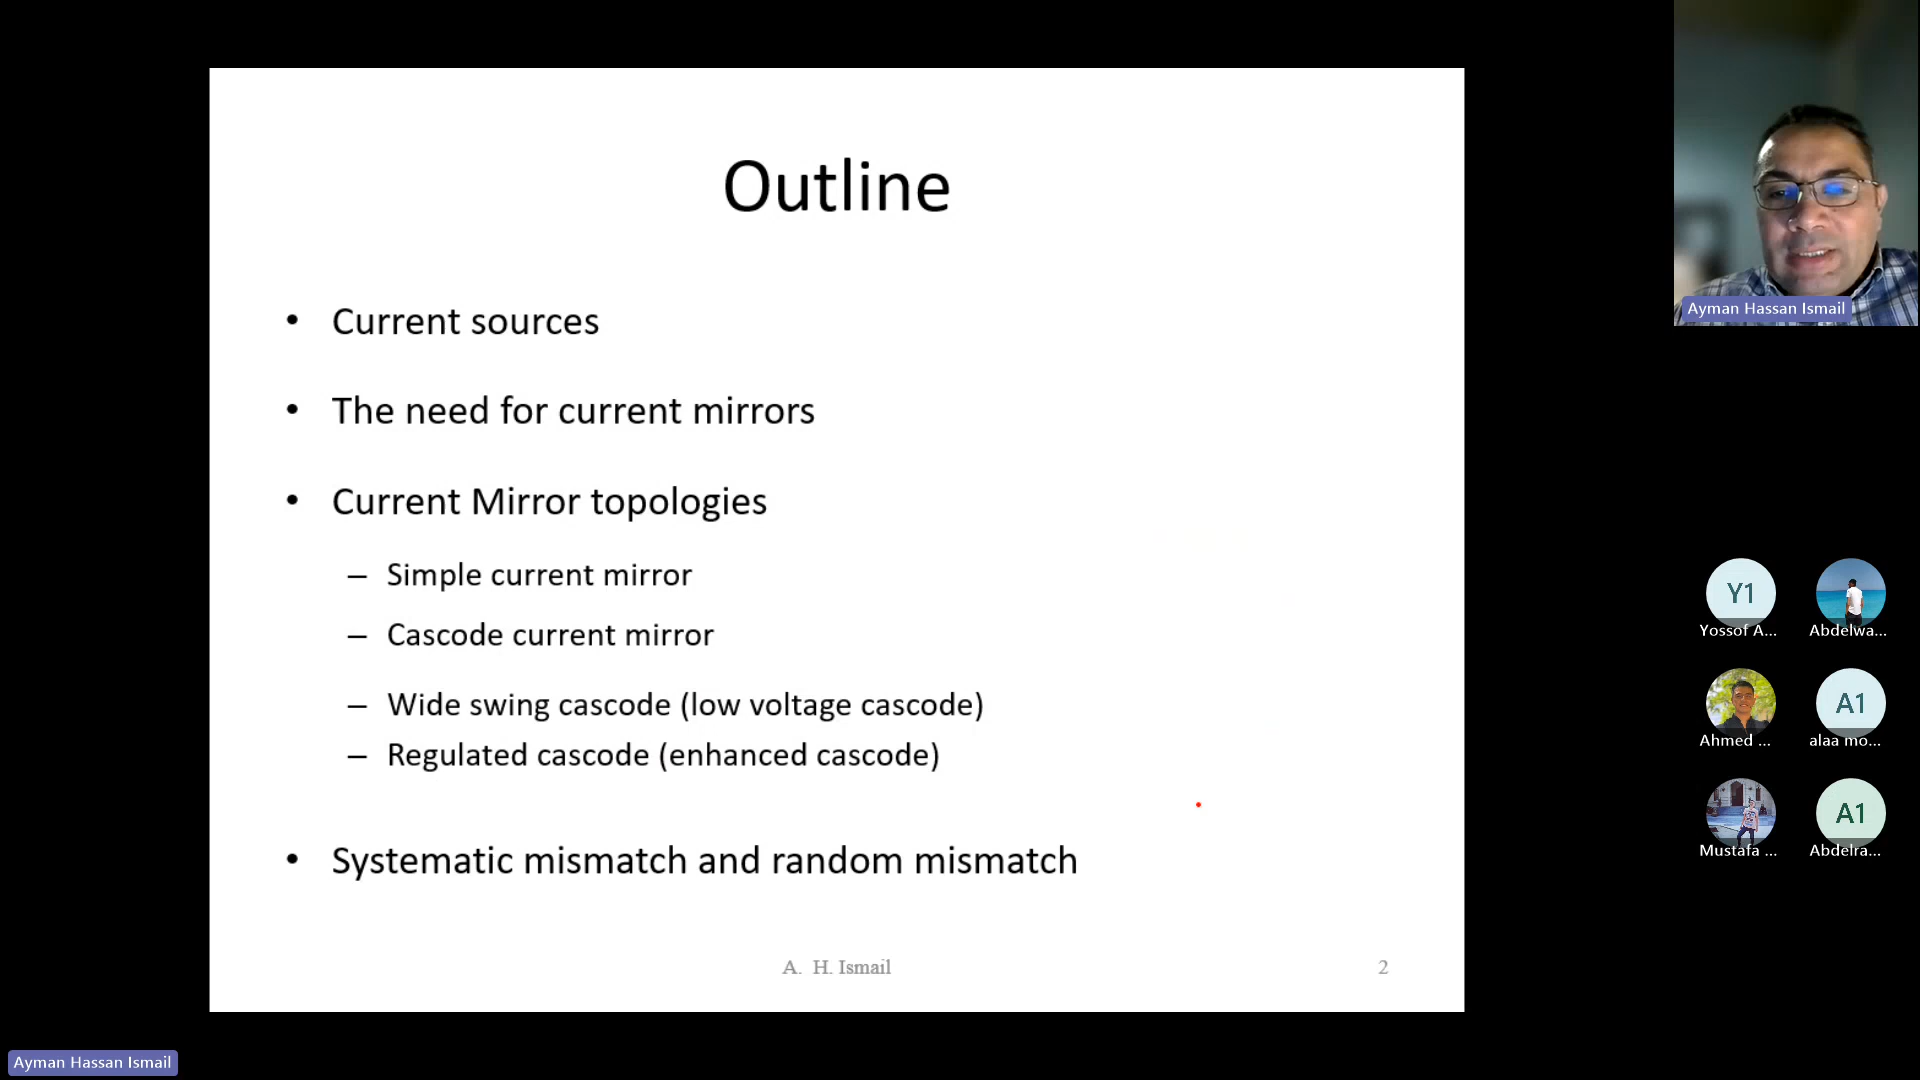 Outline
• Current sources
• The need for current mirrors
• Current Mirror topologies
– Simple current mirror
– Cascode current mirror
– Wide swing cascode (low voltage cascode)
– Regulated cascode (enhanced cascode)
• Systematic mismatch and random mismatch
A. H. Ismail
2
Ayman Hassan Ismail
Y1
Yossof A...
Abdelwa...
Ahmed ...
A1
alaa mo...
Mustafa ...
A1
Abdelra...
Ayman Hassan Ismail